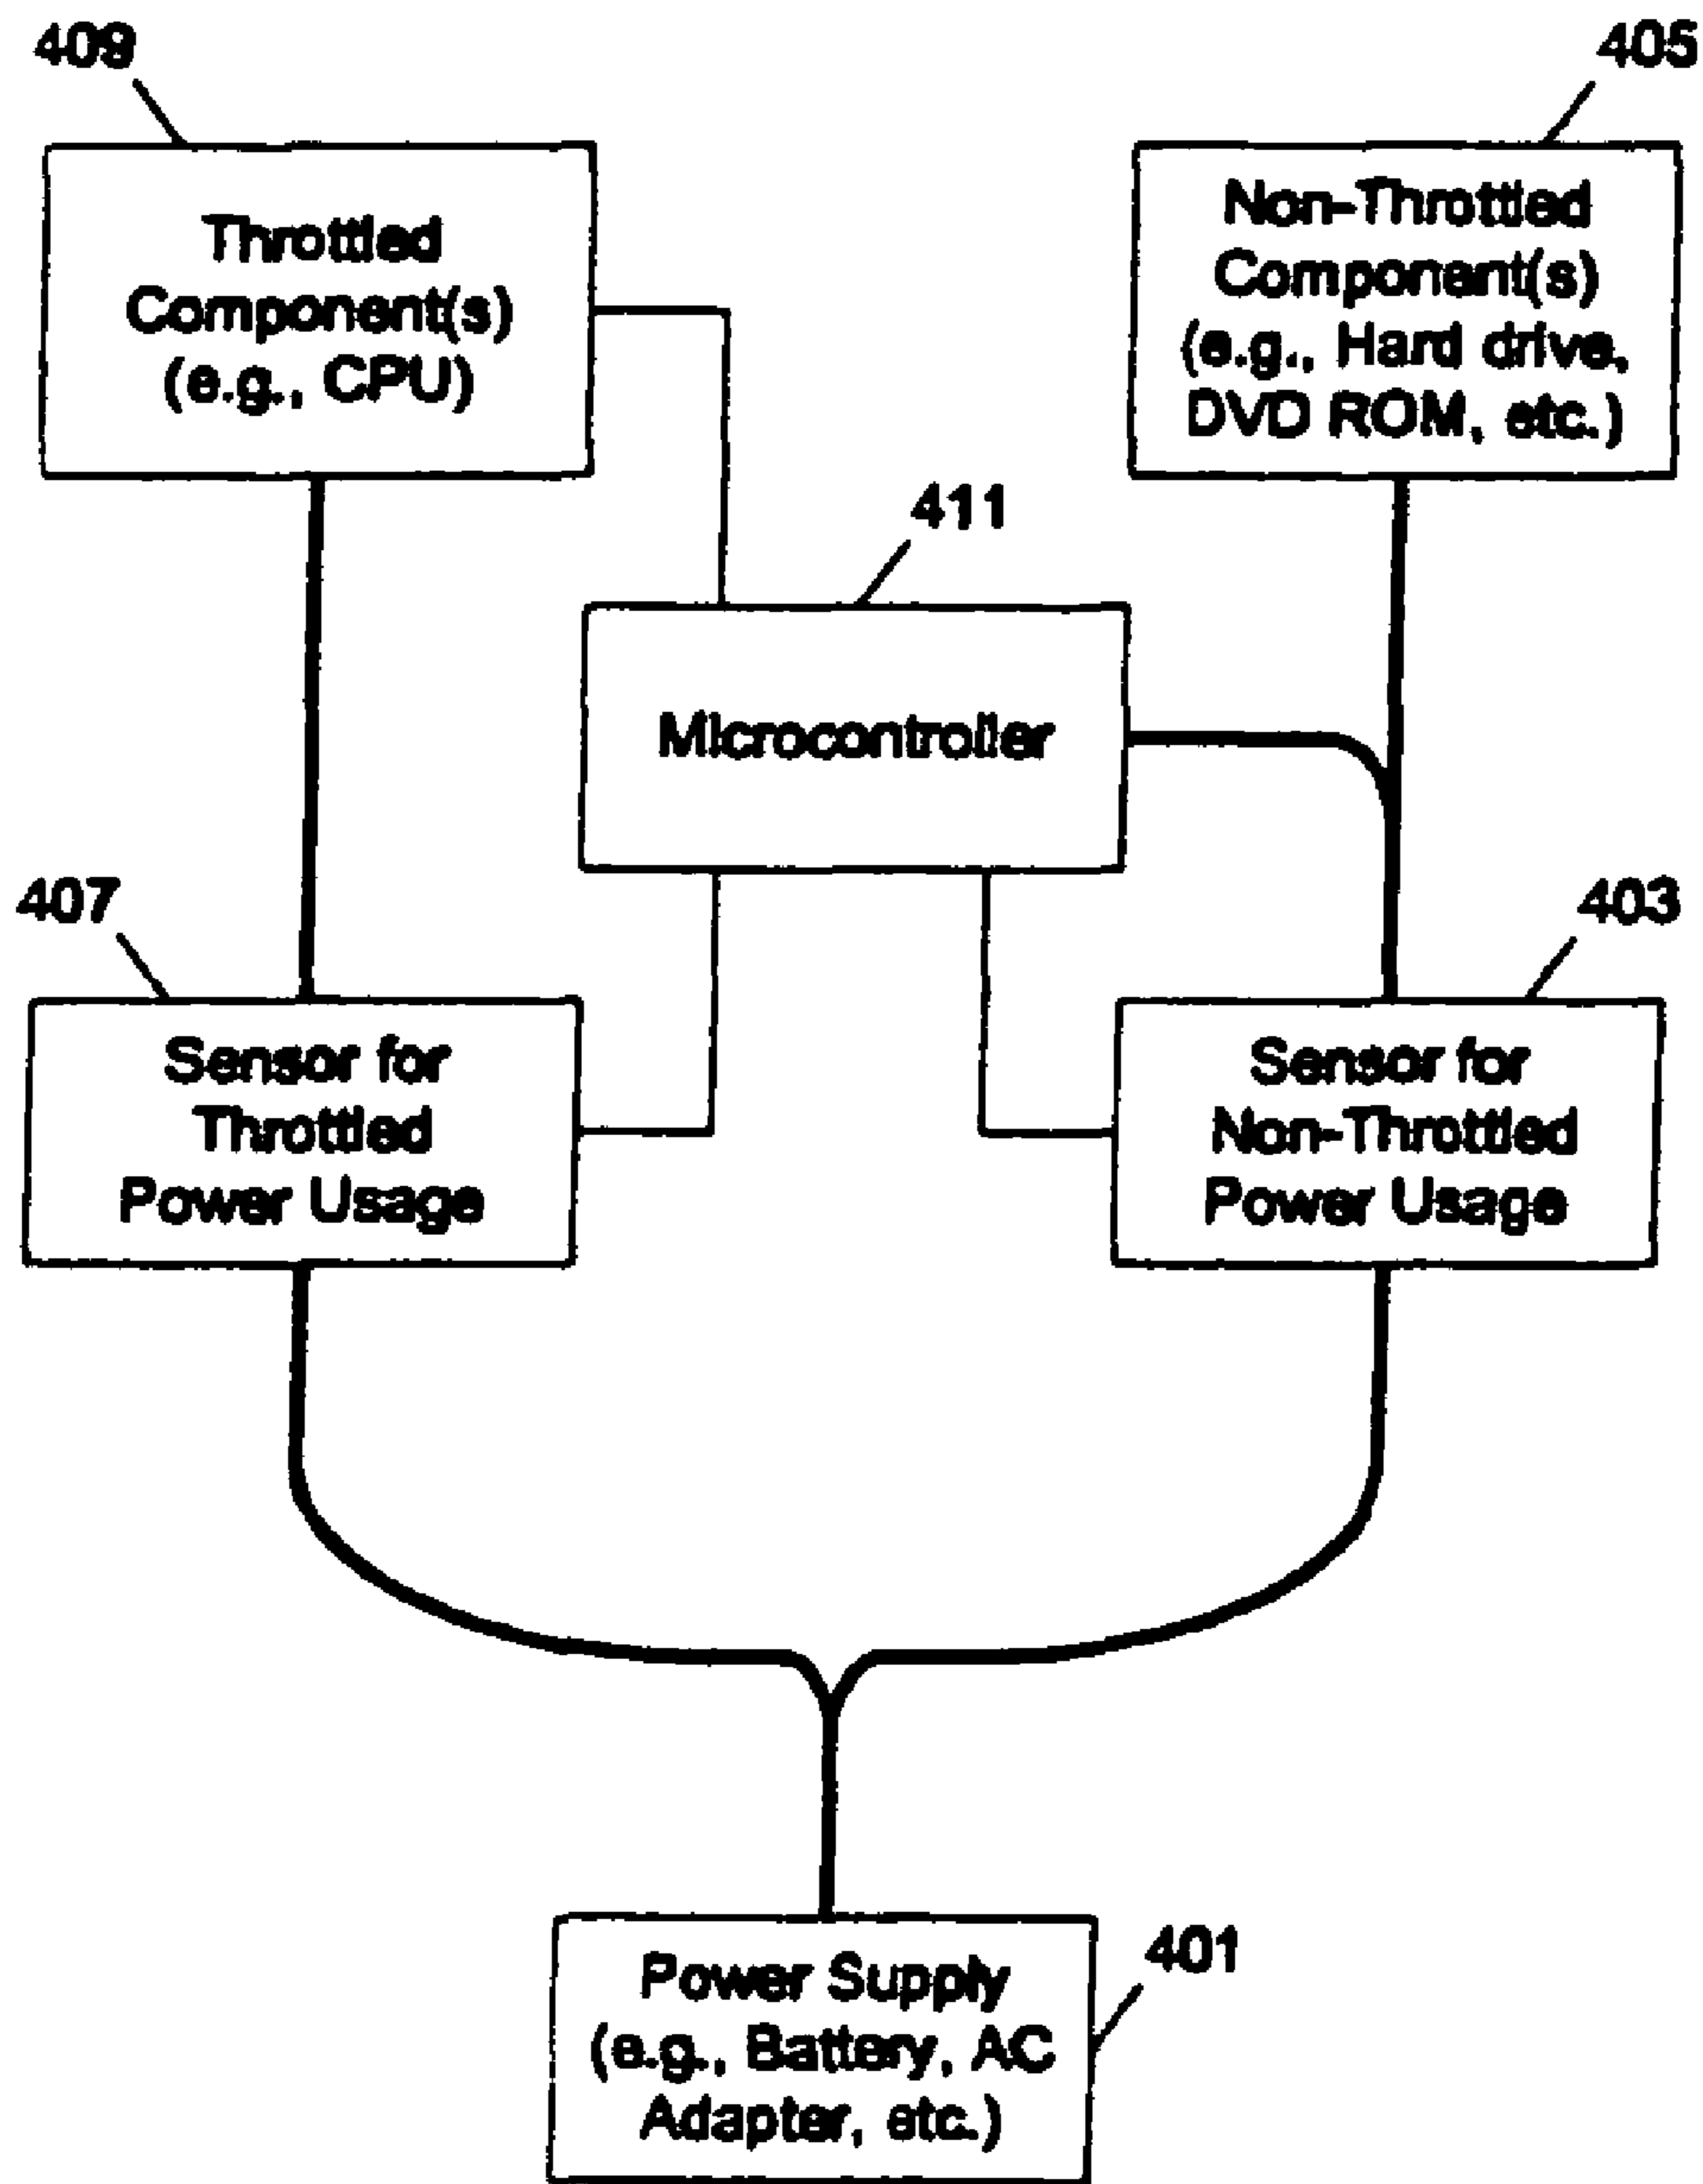 409
405
Throttled
Component(s)
(e.g., CPU)
Non-Throttled
Component(s)
(e.g., Hard drive,
DVD ROM, etc.)
411
Microcontroller
407
403
Sensor for
Throttled
Power Usage
Sensor for
Non-Throttled
Power Usage
Power Supply
(e.g., Battery, AC
Adapter, etc.)
401